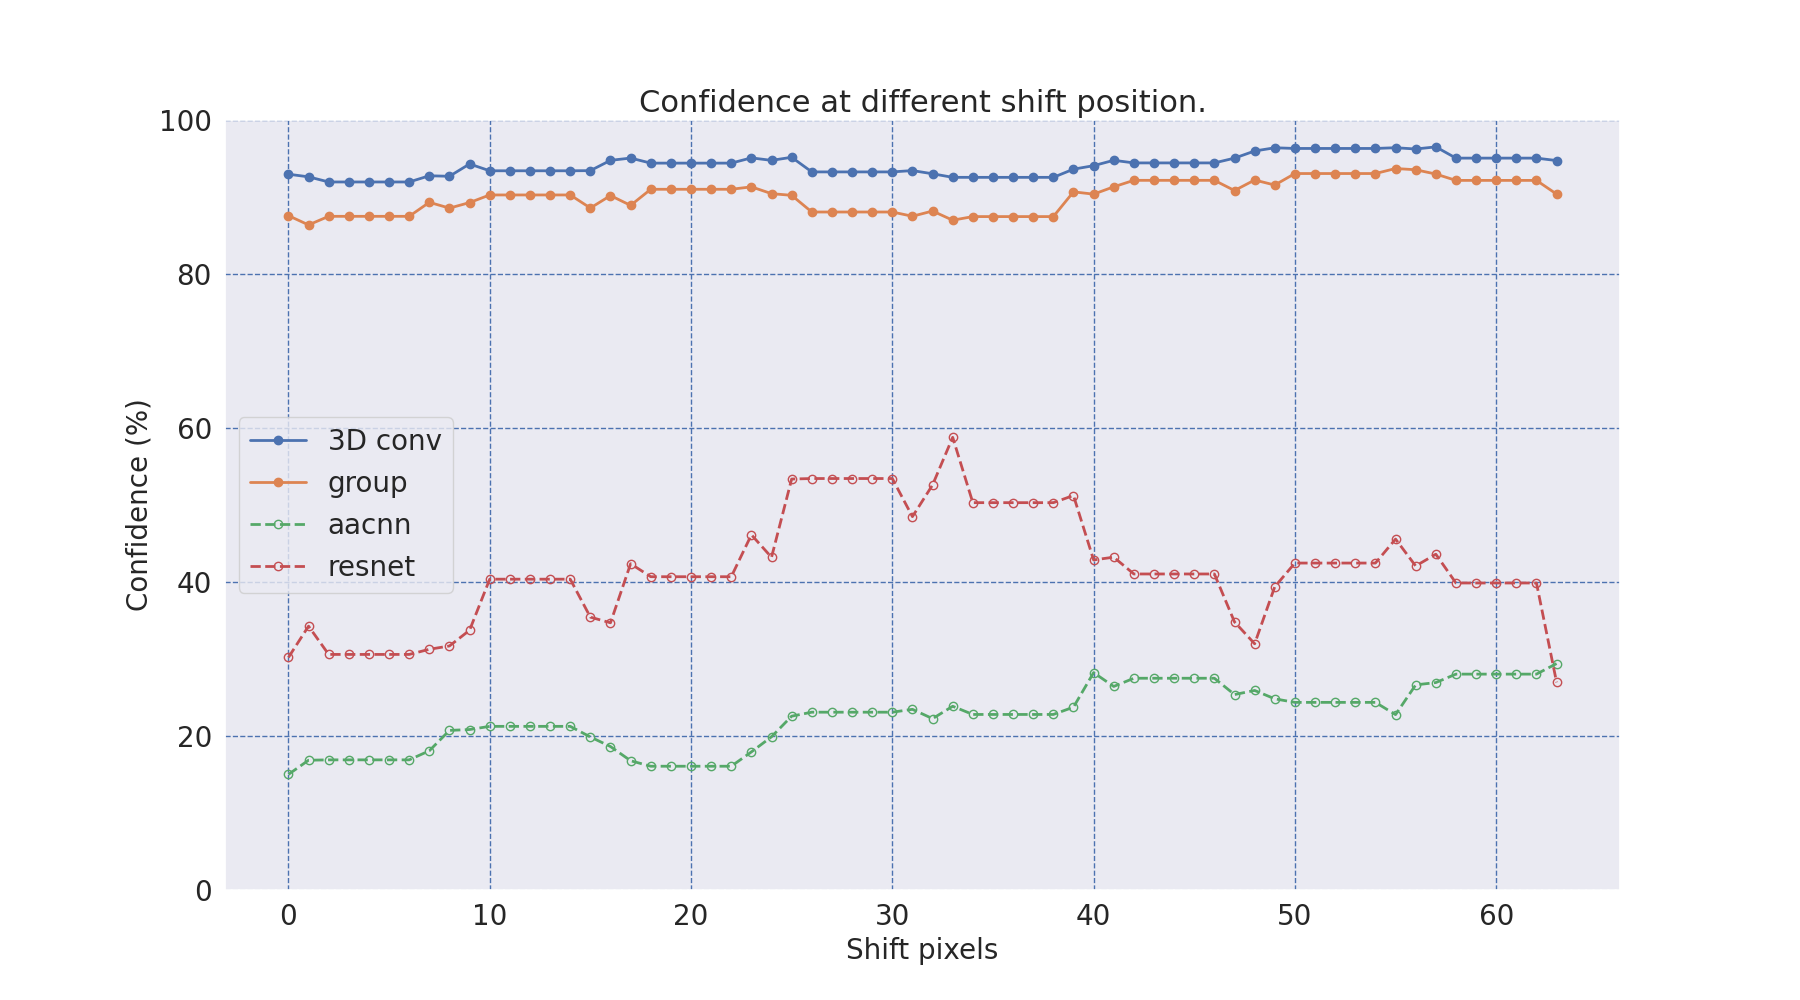 Confidence at different shift position.
100
80
60
40
20
0
Confidence (%)
3D conv
group
aacnn
resnet
0 10 20 30 40 50 60
Shift pixels